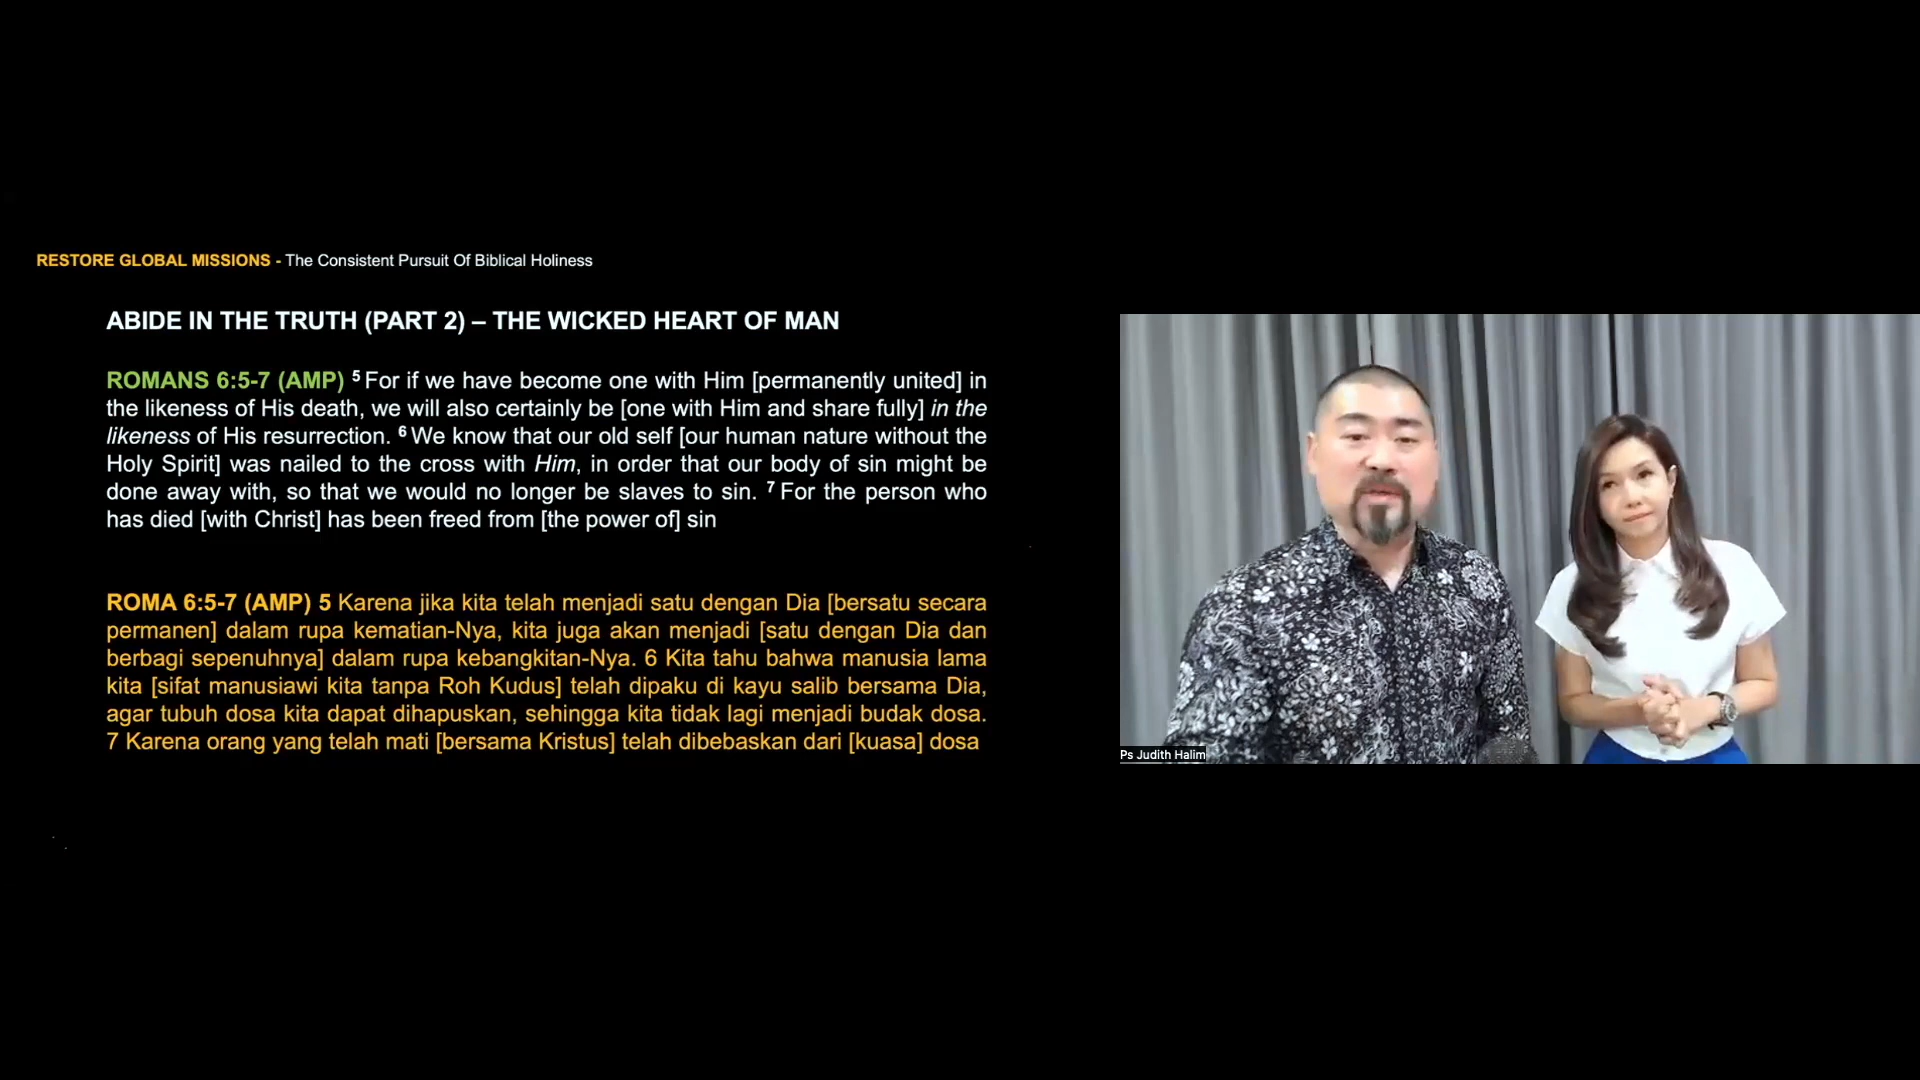 RESTORE GLOBAL MISSIONS - The Consistent Pursuit Of Biblical Holiness
ABIDE IN THE TRUTH (PART 2) – THE WICKED HEART OF MAN
ROMANS 6:5-7 (AMP) 5 For if we have become one with Him [permanently united] in
the likeness of His death, we will also certainly be [one with Him and share fully] in the
likeness of His resurrection. 6 We know that our old self [our human nature without the
Holy Spirit] was nailed to the cross with Him, in order that our body of sin might be
done away with, so that we would no longer be slaves to sin. 7 For the person who
has died [with Christ] has been freed from [the power of] sin
ROMA 6:5-7 (AMP) 5 Karena jika kita telah menjadi satu dengan Dia [bersatu secara
permanen] dalam rupa kematian-Nya, kita juga akan menjadi [satu dengan Dia dan
berbagi sepenuhnya] dalam rupa kebangkitan-Nya. 6 Kita tahu bahwa manusia lama
kita [sifat manusiawi kita tanpa Roh Kudus] telah dipaku di kayu salib bersama Dia,
agar tubuh dosa kita dapat dihapuskan, sehingga kita tidak lagi menjadi budak dosa.
7 Karena orang yang telah mati [bersama Kristus] telah dibebaskan dari [kuasa] dosa
Ps Judith Halim